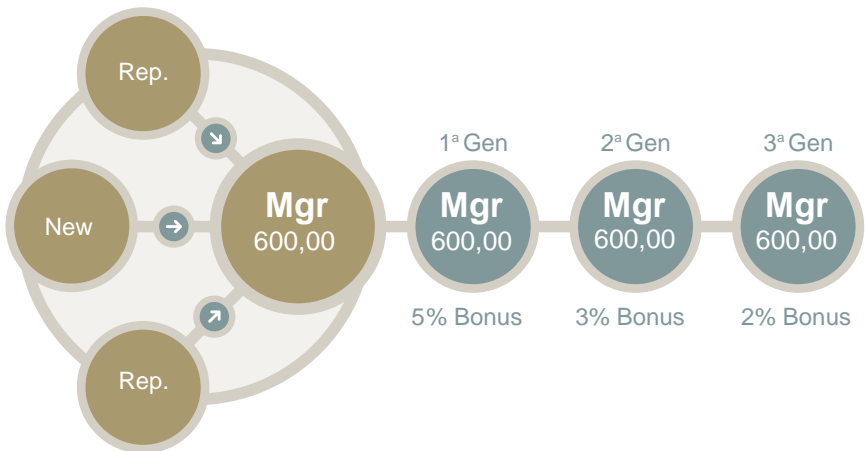 Rep.
New
Rep.
Mgr
600,00
1ª Gen
Mgr
600,00
5% Bonus
2ª Gen
Mgr
600,00
3% Bonus
3ª Gen
Mgr
600,00
2% Bonus